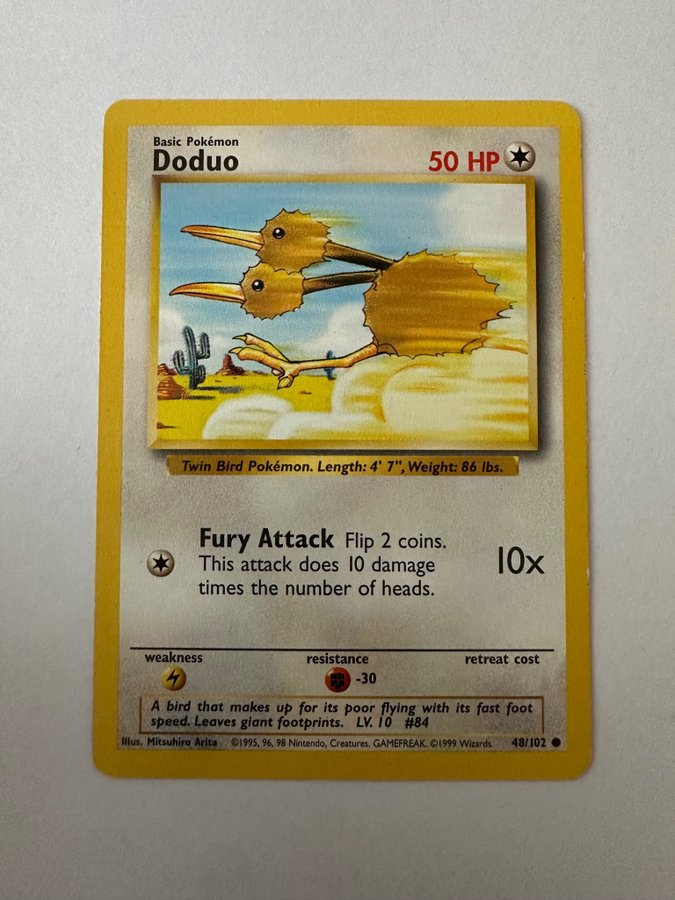 Basic Pokémon
Doduo
50 HP
Twin Bird Pokémon. Length: 4' 7", Weight: 86 lbs.
Fury Attack Flip 2 coins.
This attack does 10 damage
times the number of heads.
10x
weakness resistance retreat cost
-30
A bird that makes up for its poor flying with its fast foot
speed. Leaves giant footprints. LV. 10 #84
Illus. Mitsuhiro Arita ©1995, 96, 98 Nintendo, Creatures, GAMEFREAK. ©1999 Wizards. 48/102